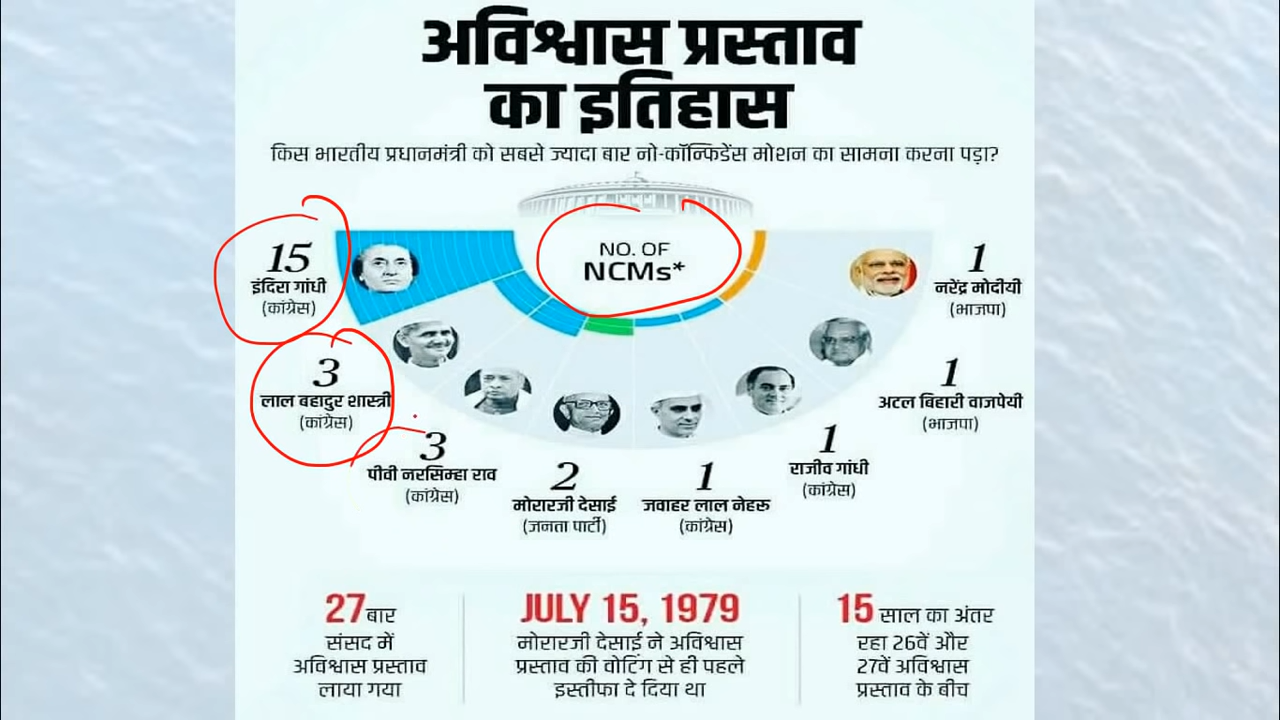 अविश्वास प्रस्ताव
का इतिहास
किस भारतीय प्रधानमंत्री को सबसे ज्यादा बार नो-कॉन्फिडेंस मोशन का सामना करना पड़ा?
NO. OF
NCMs*
15
इंदिरा गांधी
(कांग्रेस)
3
लाल बहादुर शास्त्री
(कांग्रेस)
3
पीवी नरसिम्हा राव
(कांग्रेस)
2
मोरारजी देसाई
(जनता पार्टी)
1
जवाहर लाल नेहरू
(कांग्रेस)
1
राजीव गांधी
(कांग्रेस)
1
अटल बिहारी वाजपेयी
(भाजपा)
1
नरेंद्र मोदीयी
(भाजपा)
27 बार
संसद में
अविश्वास प्रस्ताव
लाया गया
JULY 15, 1979
मोरारजी देसाई ने अविश्वास
प्रस्ताव की वोटिंग से ही पहले
इस्तीफा दे दिया था
15 साल का अंतर
रहा 26वें और
27वें अविश्वास
प्रस्ताव के बीच